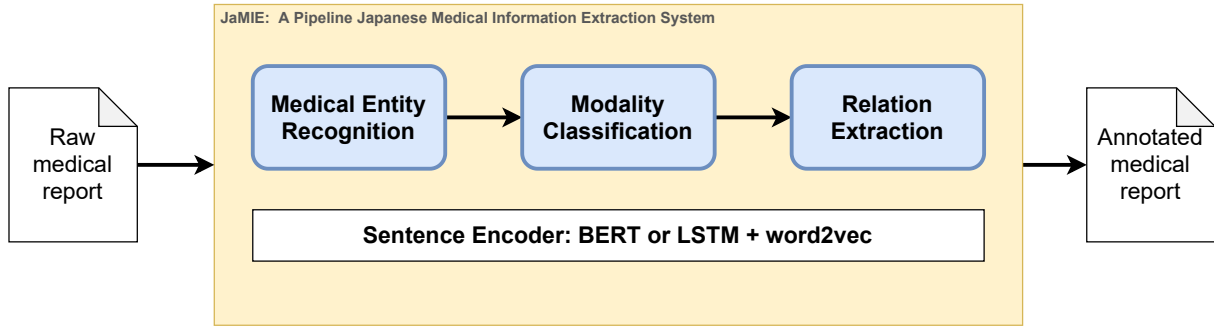 JaMIE: A Pipeline Japanese Medical Information Extraction System
Raw
medical
report
Medical Entity
Recognition
Modality
Classification
Relation
Extraction
Sentence Encoder: BERT or LSTM + word2vec
Annotated
medical
report